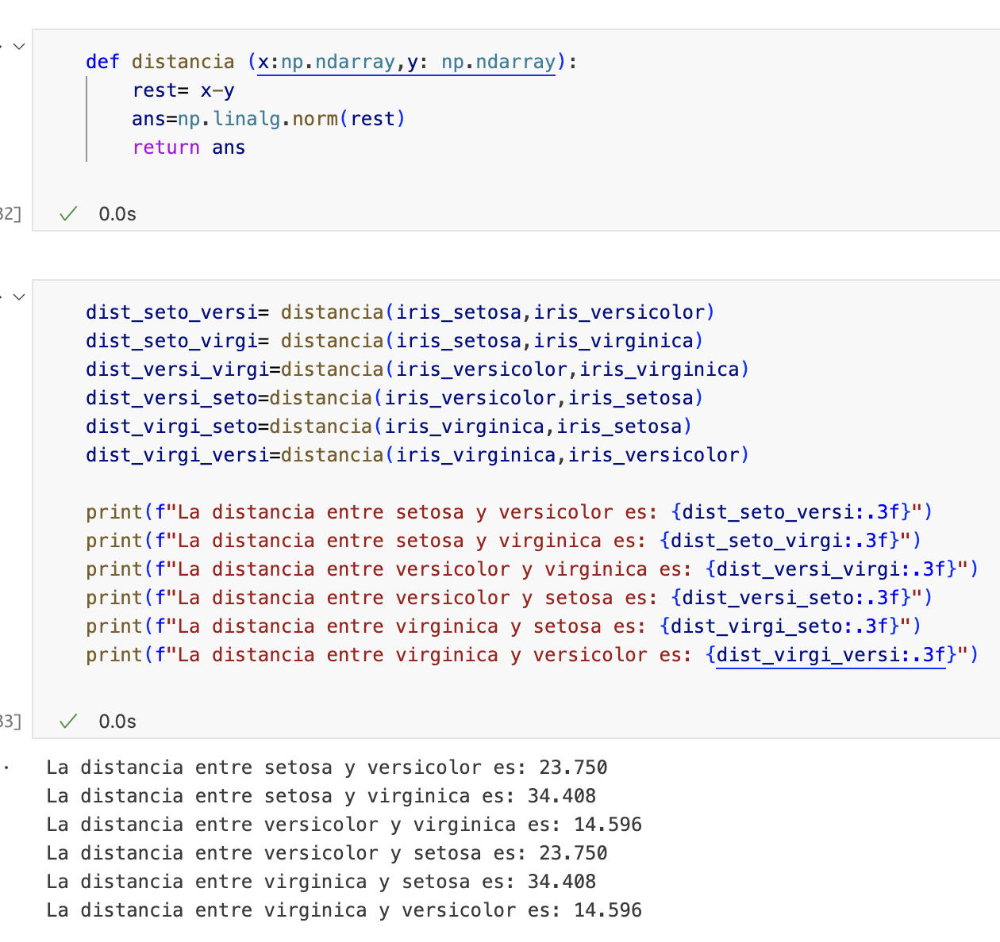 def distancia (x:np.ndarray,y: np.ndarray):
    rest= x-y
    ans=np.linalg.norm(rest)
    return ans
32] ✓ 0.0s
dist_seto_versi= distancia(iris_setosa,iris_versicolor)
dist_seto_virgi= distancia(iris_setosa,iris_virginica)
dist_versi_virgi=distancia(iris_versicolor,iris_virginica)
dist_versi_seto=distancia(iris_versicolor,iris_setosa)
dist_virgi_seto=distancia(iris_virginica,iris_setosa)
dist_virgi_versi=distancia(iris_virginica,iris_versicolor)
print(f"La distancia entre setosa y versicolor es: {dist_seto_versi:.3f}")
print(f"La distancia entre setosa y virginica es: {dist_seto_virgi:.3f}")
print(f"La distancia entre versicolor y virginica es: {dist_versi_virgi:.3f}")
print(f"La distancia entre versicolor y setosa es: {dist_versi_seto:.3f}")
print(f"La distancia entre virginica y setosa es: {dist_virgi_seto:.3f}")
print(f"La distancia entre virginica y versicolor es: {dist_virgi_versi:.3f}")
33] ✓ 0.0s
La distancia entre setosa y versicolor es: 23.750
La distancia entre setosa y virginica es: 34.408
La distancia entre versicolor y virginica es: 14.596
La distancia entre versicolor y setosa es: 23.750
La distancia entre virginica y setosa es: 34.408
La distancia entre virginica y versicolor es: 14.596